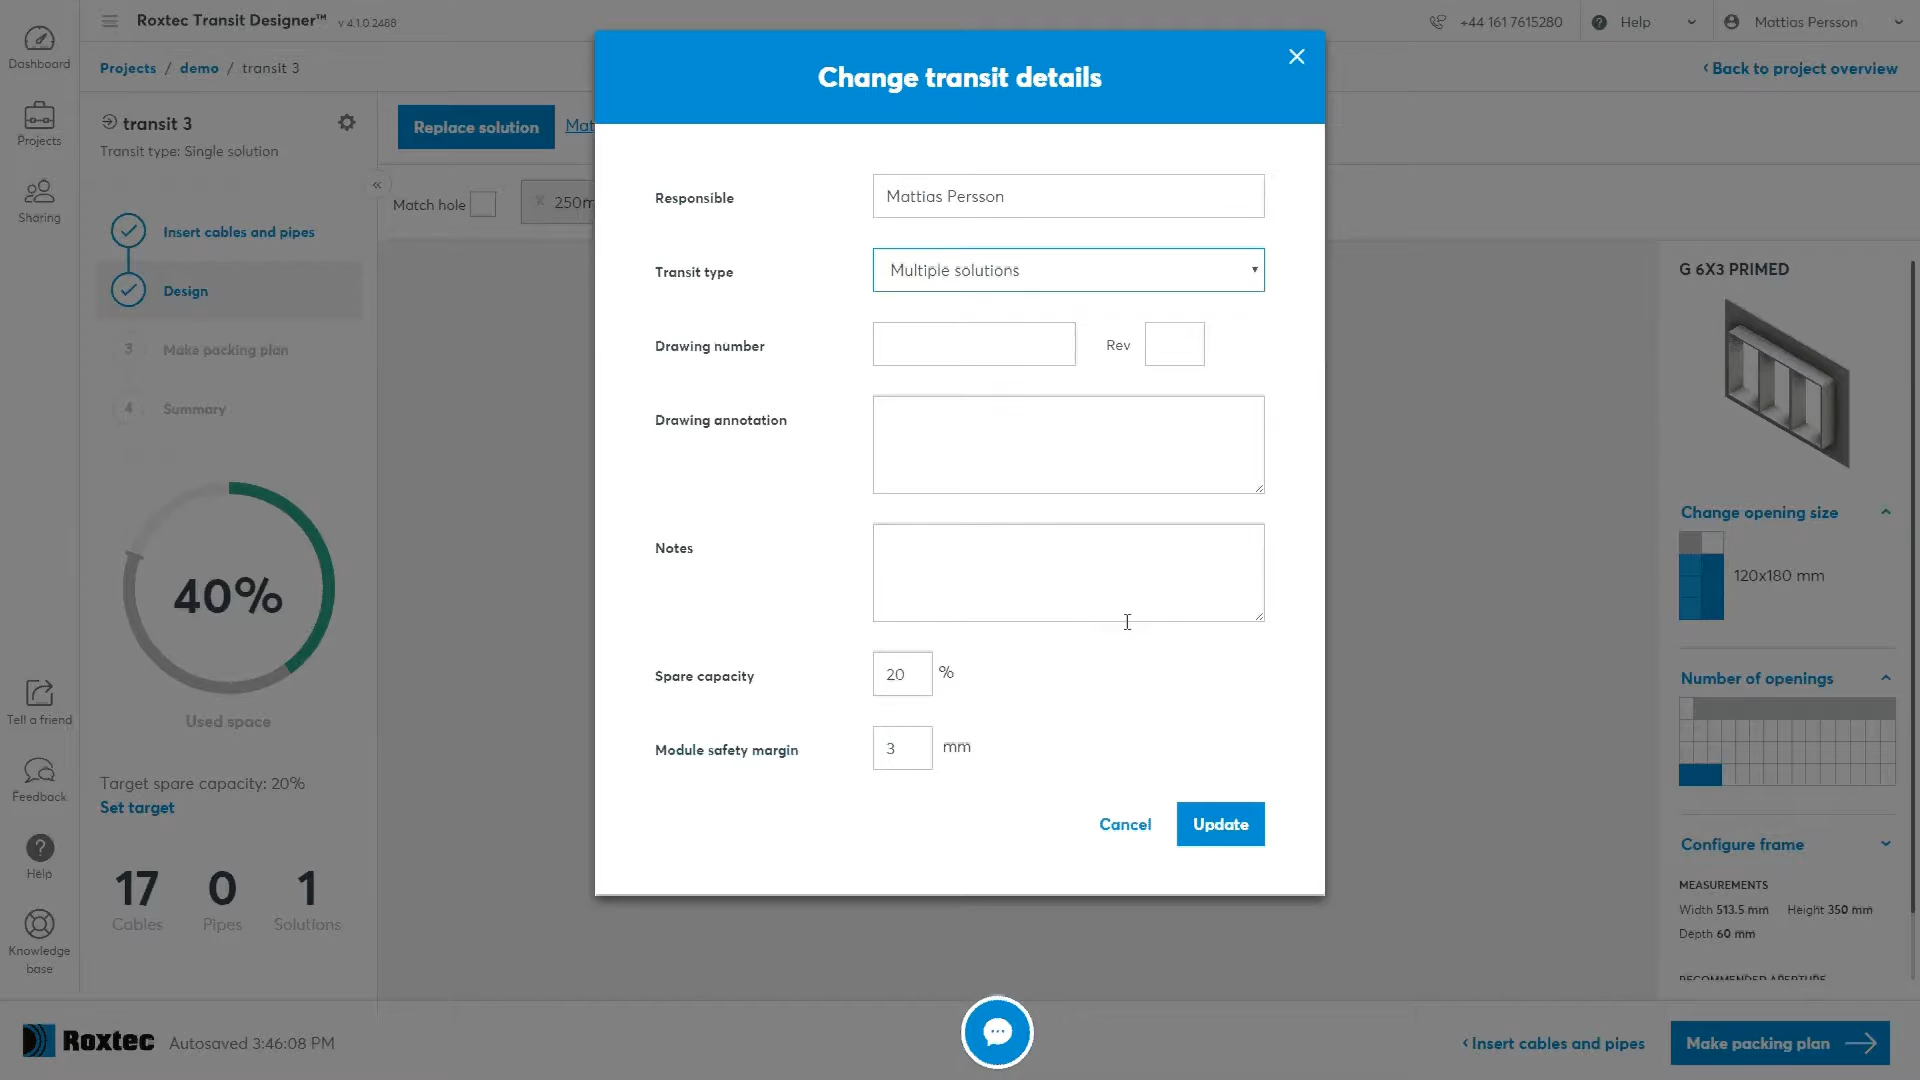 Roxtec Transit Designer™ v 4.1.0.2488
+44 161 7615280
Help
Mattias Persson
Dashboard
Projects
Sharing
Tell a friend
Feedback
Help
Knowledge
base
Projects / demo / transit 3
‹ Back to project overview
transit 3
Transit type: Single solution
Insert cables and pipes
Design
3 Make packing plan
4 Summary
40%
Used space
Target spare capacity: 20%
Set target
17 0 1
Cables Pipes Solutions
Replace solution
Mat
Match hole
250m
Change transit details
Responsible Mattias Persson
Transit type Multiple solutions
Drawing number Rev
Drawing annotation
Notes
Spare capacity 20 %
Module safety margin 3 mm
Cancel Update
G 6X3 PRIMED
Change opening size
120x180 mm
Number of openings
Configure frame
MEASUREMENTS
Width 513.5 mm Height 350 mm
Depth 60 mm
RECOMMENDED APERTURE
Roxtec Autosaved 3:46:08 PM
‹ Insert cables and pipes
Make packing plan